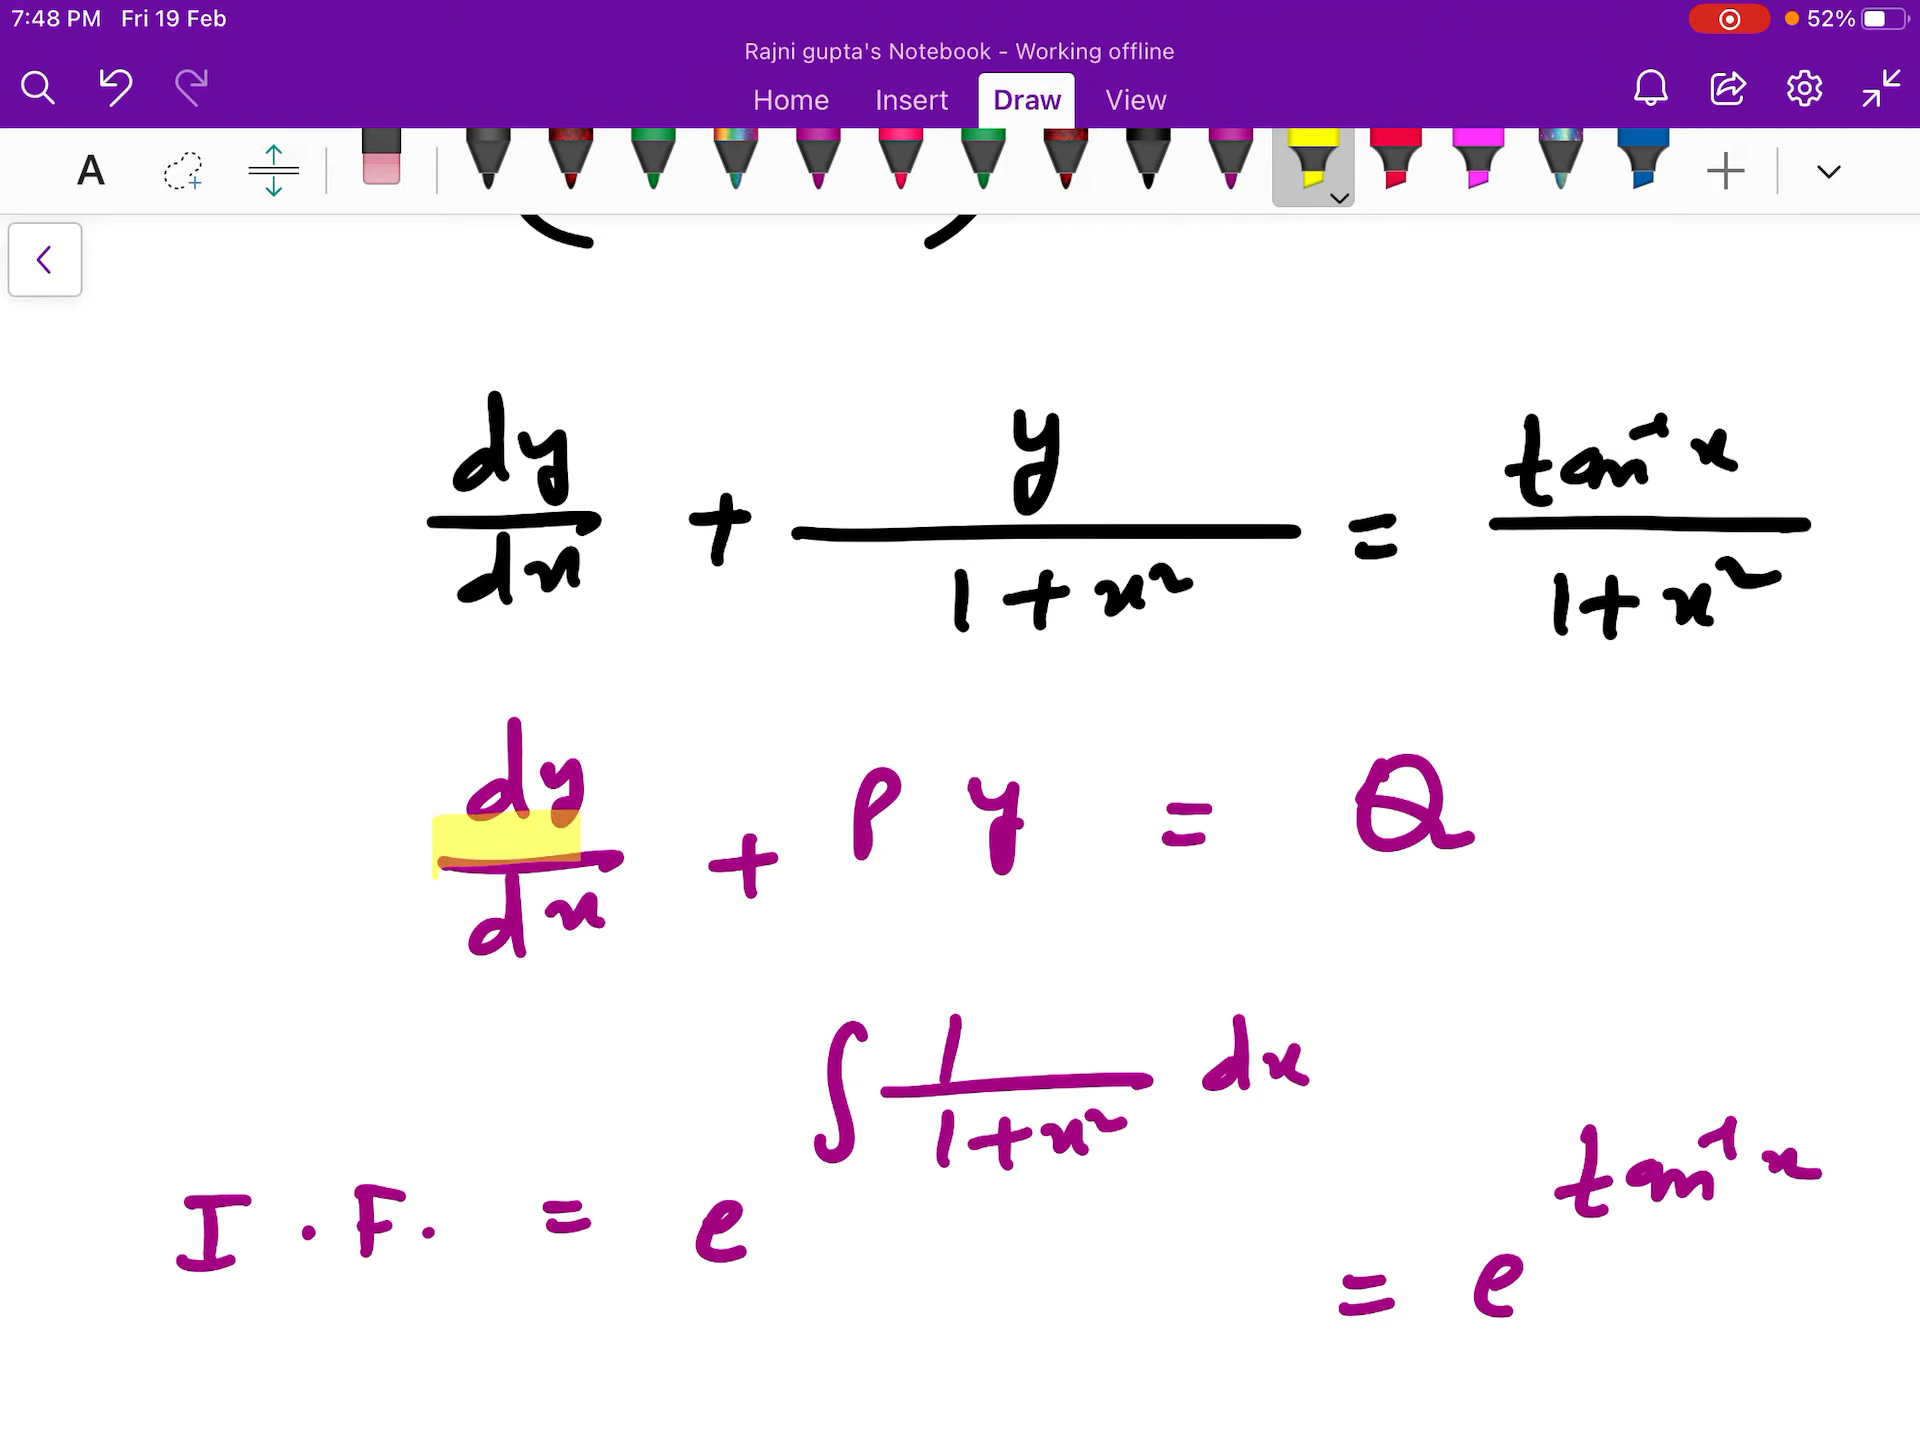 7:48 PM Fri 19 Feb 52%
Rajni gupta's Notebook - Working offline
Home Insert Draw View
A
dy/dx + y/(1+x²) = tan⁻¹x/(1+x²)
dy/dx + P y = Q
I.F. = e^(∫ 1/(1+x²) dx)
= e^(tan⁻¹x)